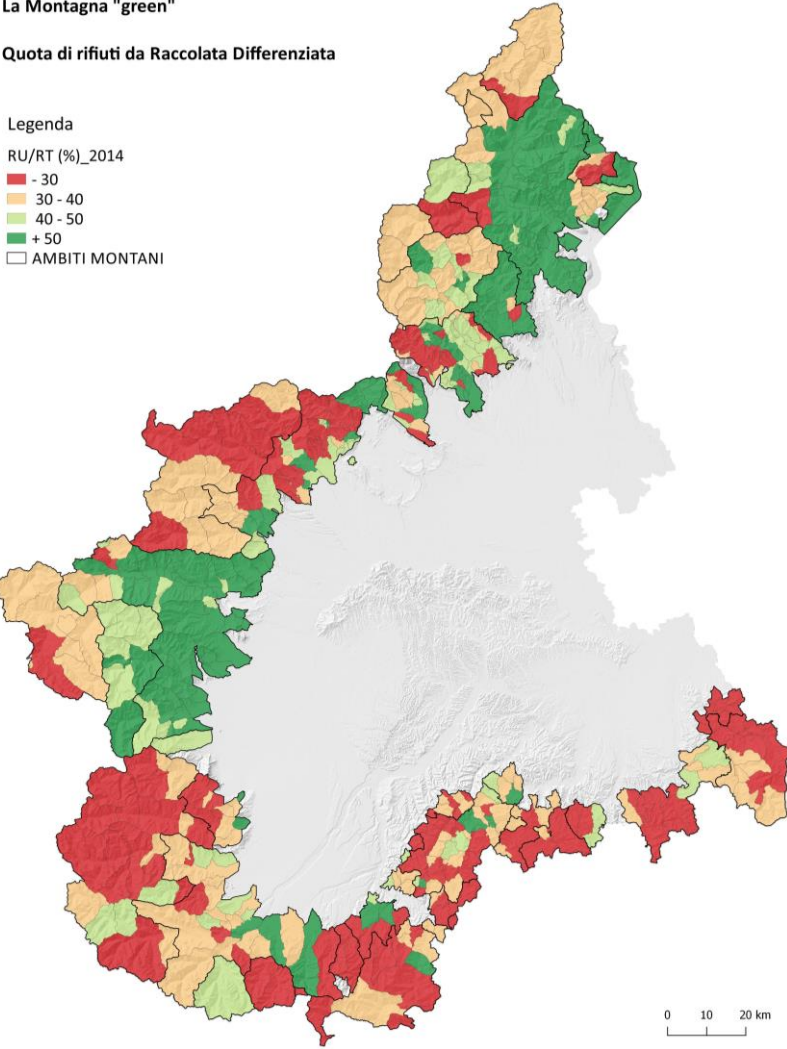 La Montagna "green"
Quota di rifiuti da Raccolata Differenziata
Legenda
RU/RT (%)_2014
- 30
30 - 40
40 - 50
+ 50
AMBITI MONTANI
0 10 20 km